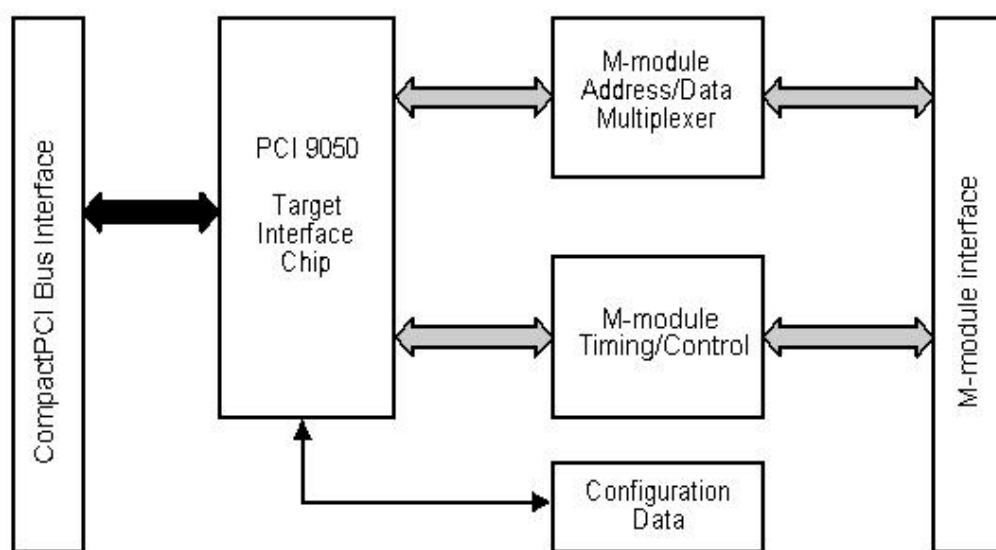 CompactPCI Bus Interface
PCI 9050
Target
Interface
Chip
M-module
Address/Data
Multiplexer
M-module
Timing/Control
Configuration
Data
M-module interface